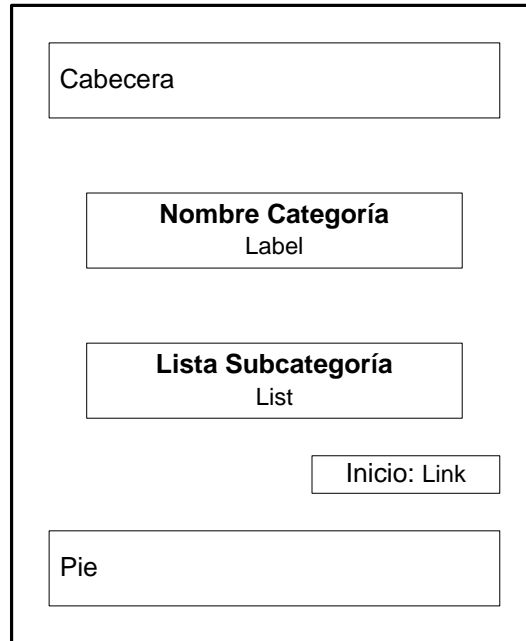 Cabecera
Nombre Categoría
Label
Lista Subcategoría
List
Inicio: Link
Pie